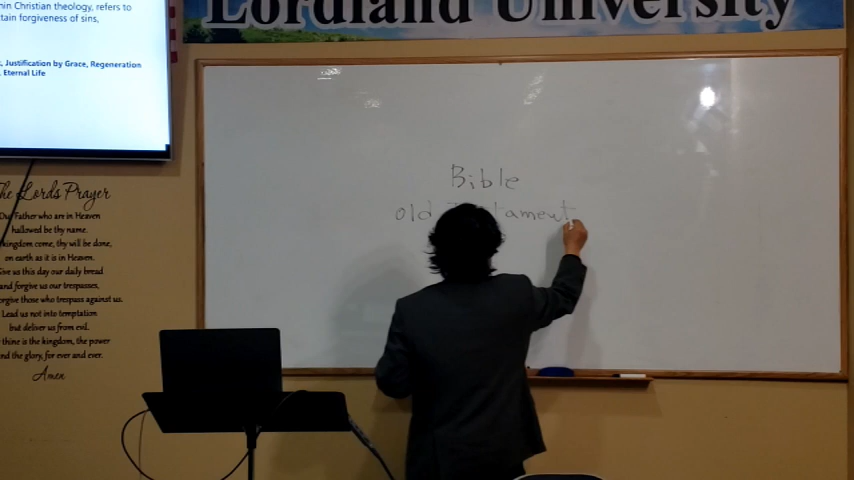 Lordland University
hin Christian theology, refers to
tain forgiveness of sins,
Justification by Grace, Regeneration
Eternal Life
The Lords Prayer
Our Father who are in Heaven
hallowed be thy name.
kingdom come, thy will be done,
on earth as it is in Heaven.
Give us this day our daily bread
and forgive us our trespasses,
forgive those who trespass against us.
Lead us not into temptation
but deliver us from evil.
thine is the kingdom, the power
and the glory, for ever and ever.
Amen
Bible
old Testament